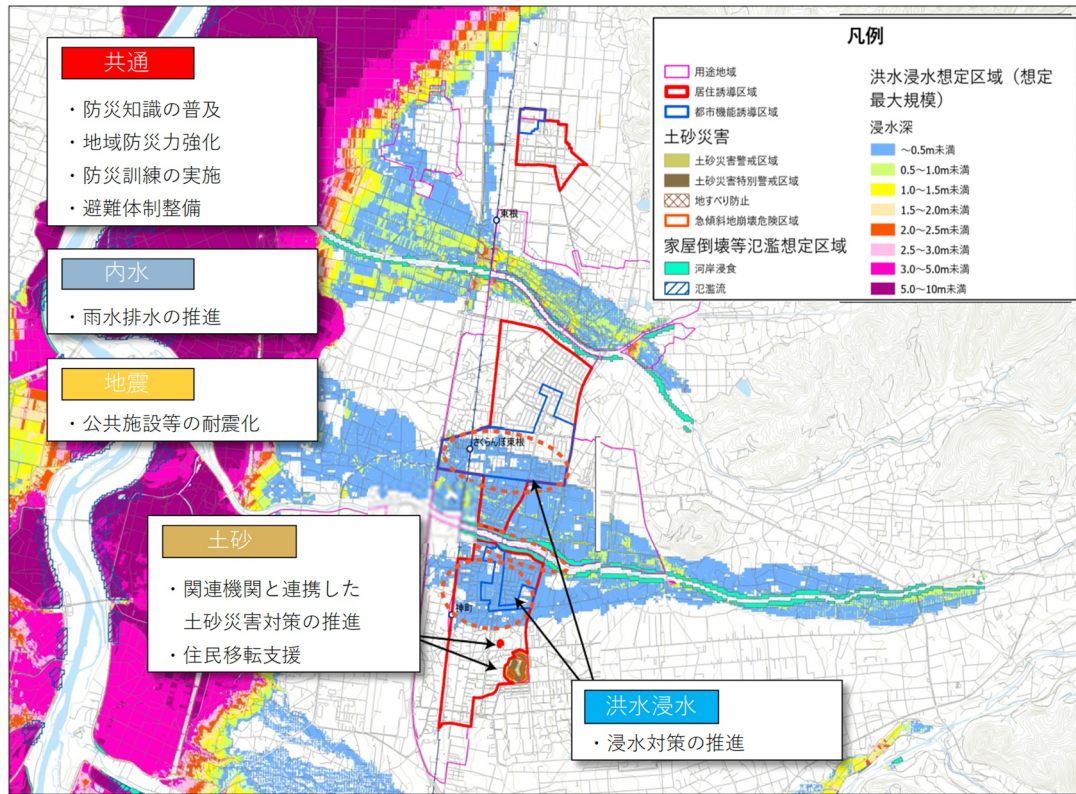 共通
・防災知識の普及
・地域防災力強化
・防災訓練の実施
・避難体制整備
内水
・雨水排水の推進
地震
・公共施設等の耐震化
土砂
・関連機関と連携した
土砂災害対策の推進
・住民移転支援
洪水浸水
・浸水対策の推進
東根
さくらんぼ東根
神町
凡例
用途地域
居住誘導区域
都市機能誘導区域
土砂災害
土砂災害警戒区域
土砂災害特別警戒区域
地すべり防止
急傾斜地崩壊危険区域
家屋倒壊等氾濫想定区域
河岸浸食
氾濫流
洪水浸水想定区域（想定
最大規模）
浸水深
～0.5m未満
0.5～1.0m未満
1.0～1.5m未満
1.5～2.0m未満
2.0～2.5m未満
2.5～3.0m未満
3.0～5.0m未満
5.0～10m未満